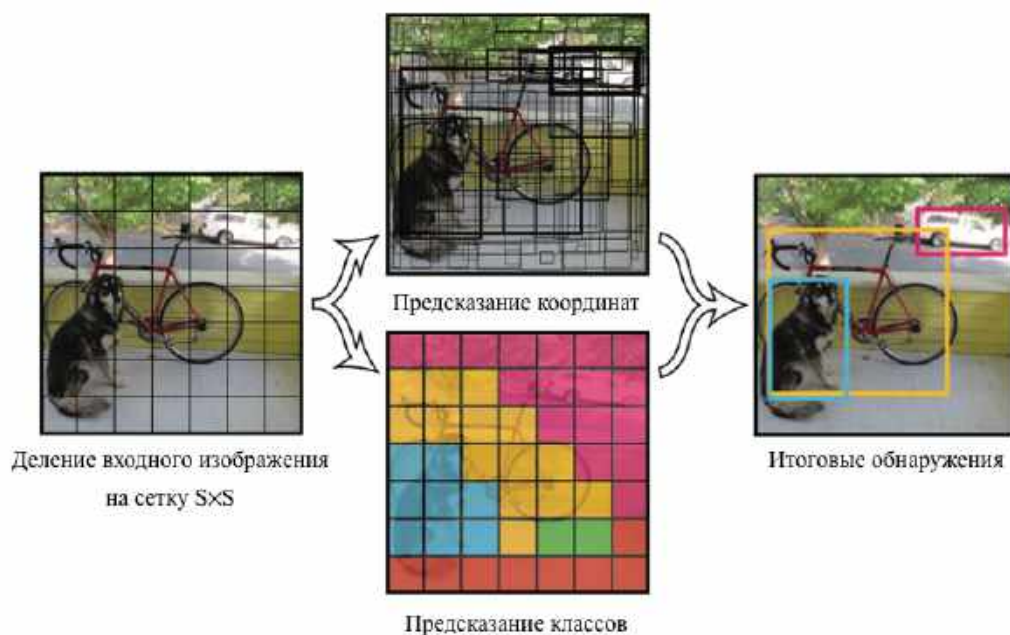 Предсказание координат
Деление входного изображения
на сетку S×S
Итоговые обнаружения
Предсказание классов